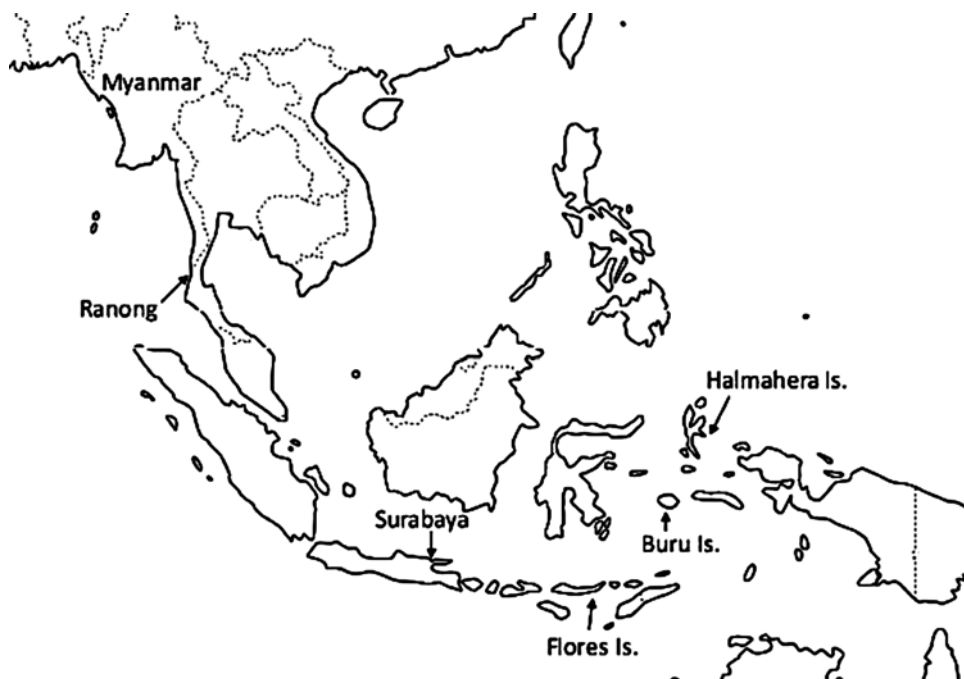 Myanmar
Ranong
Halmahera Is.
Surabaya
Buru Is.
Flores Is.